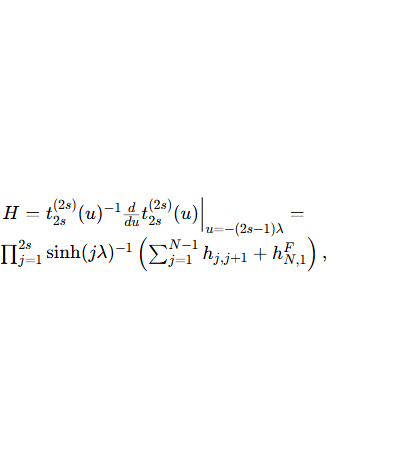 $H = t_{2s}^{(2s)}(u)^{-1} \frac{d}{du} t_{2s}^{(2s)}(u) \Big|_{u=-(2s-1)\lambda} =$
$\prod_{j=1}^{2s} \sinh(j\lambda)^{-1} \left( \sum_{j=1}^{N-1} h_{j,j+1} + h_{N,1}^{F} \right),$